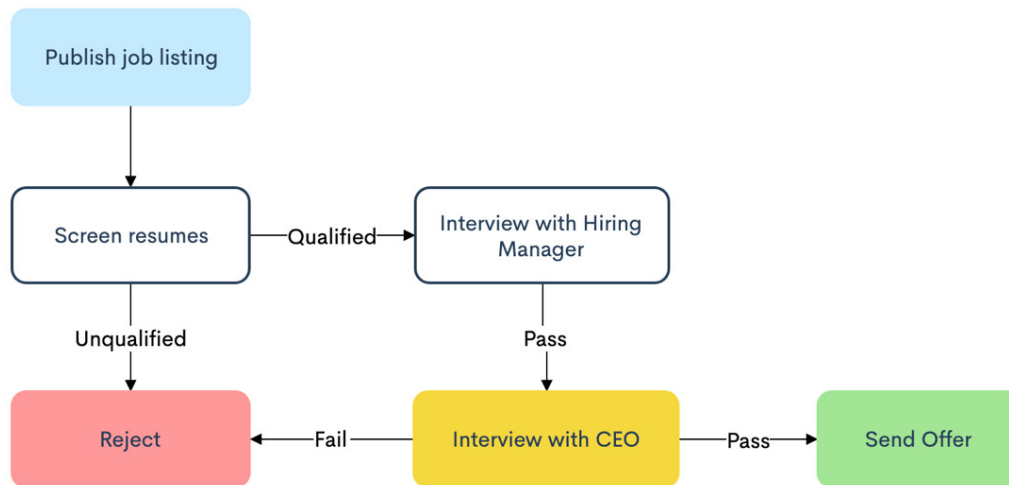 Publish job listing
Screen resumes
Qualified
Interview with Hiring
Manager
Unqualified
Pass
Reject
Fail
Interview with CEO
Pass
Send Offer